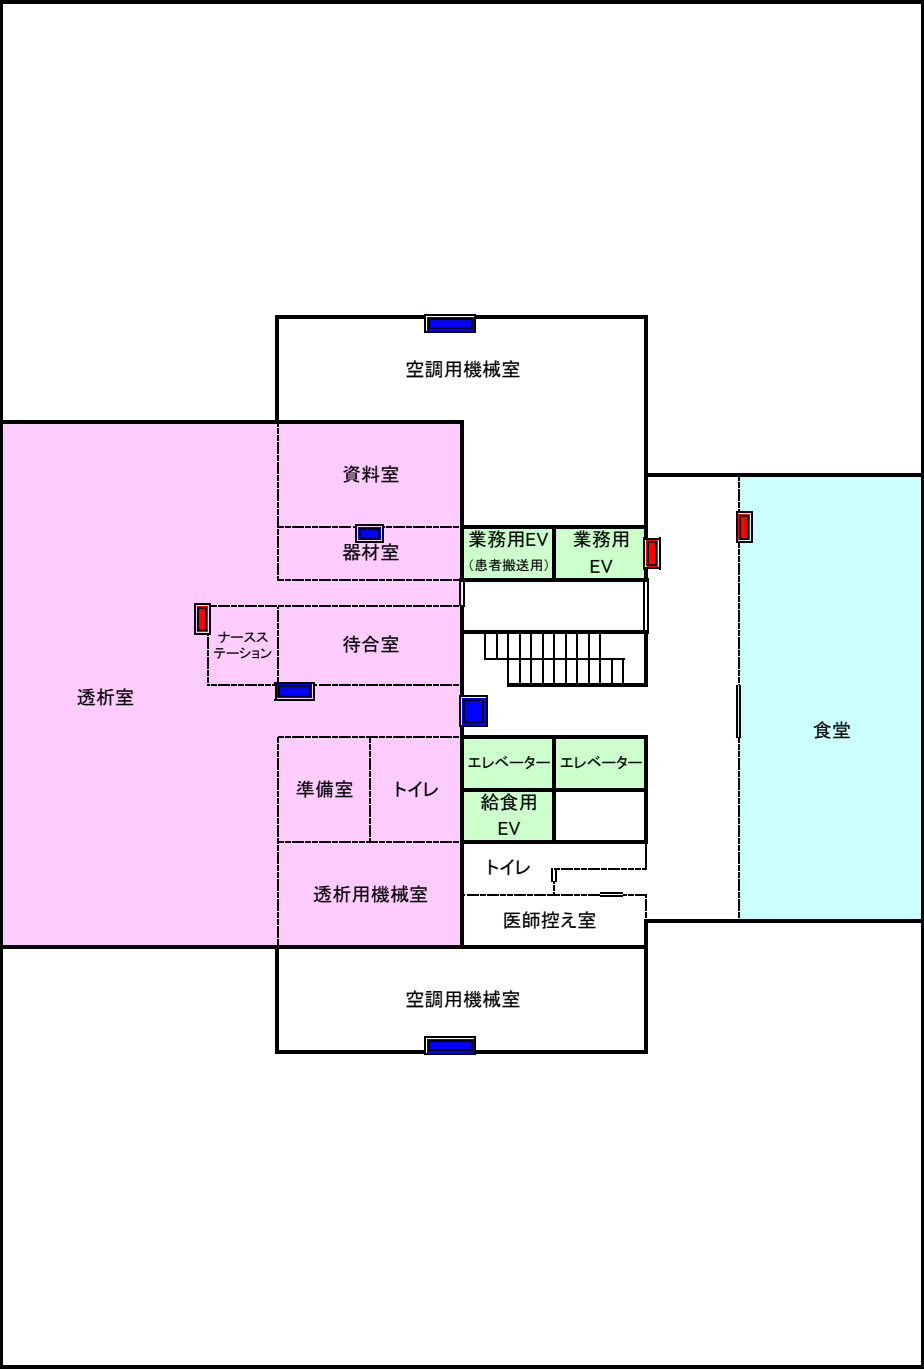 空調用機械室
資料室
業務用EV
(患者搬送用)
業務用
EV
器材室
ナースス
テーション
待合室
透析室
食堂
エレベーター
エレベーター
準備室
トイレ
給食用
EV
トイレ
透析用機械室
医師控え室
空調用機械室